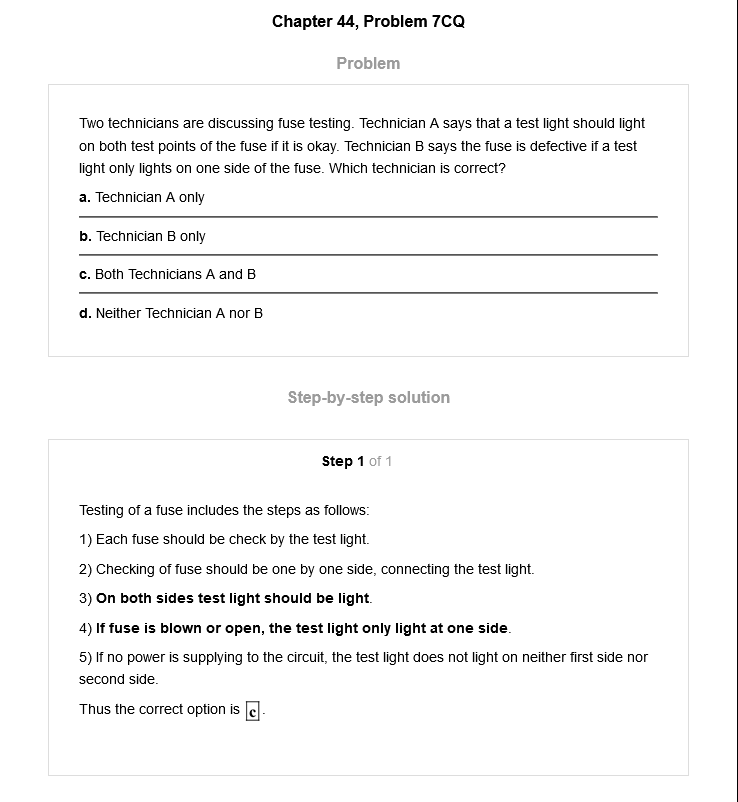 Chapter 44, Problem 7CQ
Problem
Two technicians are discussing fuse testing. Technician A says that a test light should light
on both test points of the fuse if it is okay. Technician B says the fuse is defective if a test
light only lights on one side of the fuse. Which technician is correct?
a. Technician A only
b. Technician B only
c. Both Technicians A and B
d. Neither Technician A nor B
Step-by-step solution
Step 1 of 1
Testing of a fuse includes the steps as follows:
1) Each fuse should be check by the test light.
2) Checking of fuse should be one by one side, connecting the test light.
3) On both sides test light should be light.
4) If fuse is blown or open, the test light only light at one side.
5) If no power is supplying to the circuit, the test light does not light on neither first side nor
second side.
Thus the correct option is c.